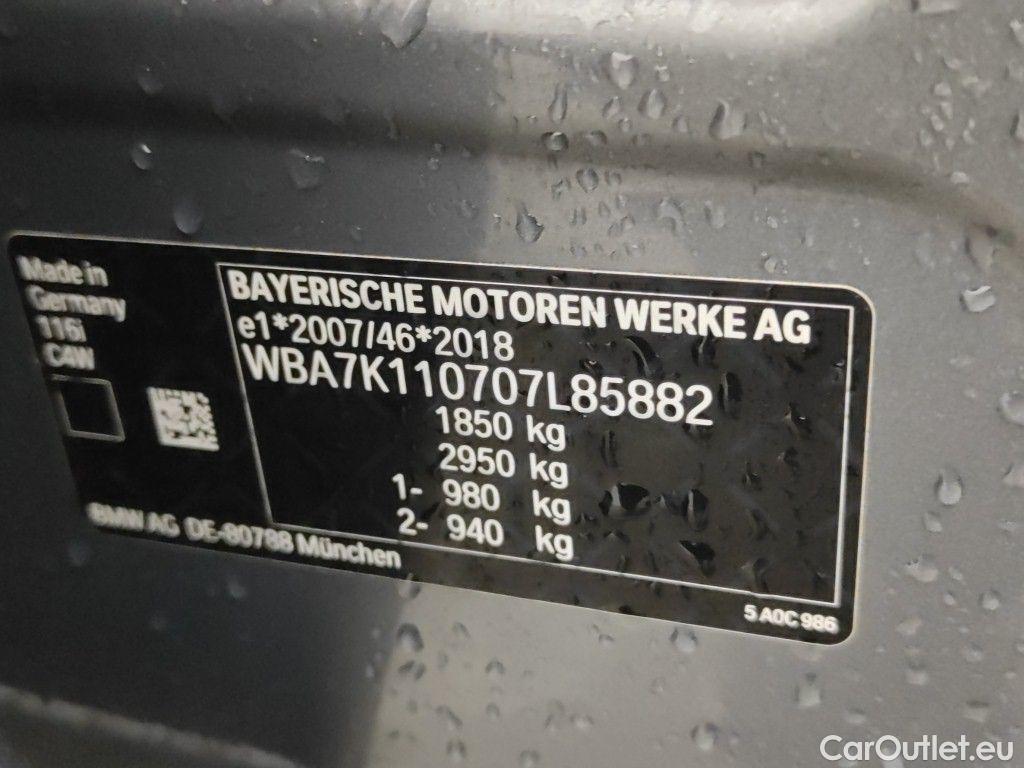 Made in
Germany
116i
C4W
BAYERISCHE MOTOREN WERKE AG
e1*2007/46*2018
WBA7K110707L85882
1850 kg
2950 kg
1- 980 kg
2- 940 kg
BMW AG DE-80788 München
5 A0C 986
CarOutlet.eu